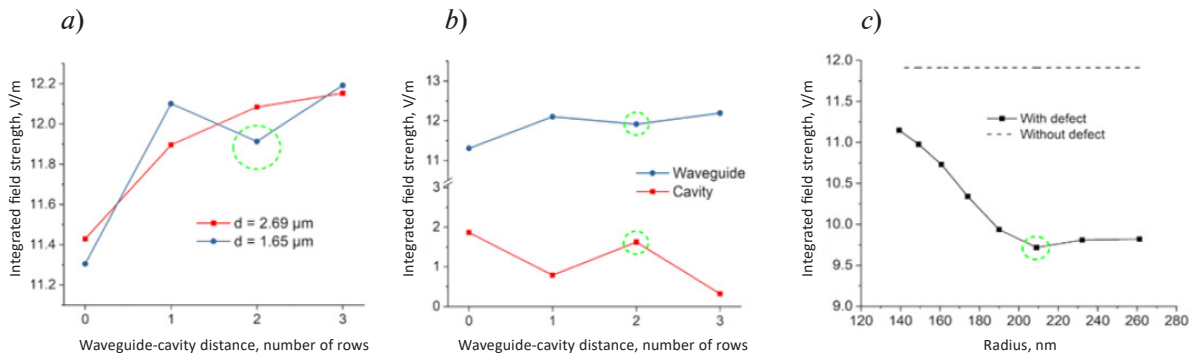 a)
Integrated field strength, V/m
12.2
12.0
11.8
11.6
11.4
11.2
d = 2.69 µm
d = 1.65 µm
0 1 2 3
Waveguide-cavity distance, number of rows
b)
Integrated field strength, V/m
13
12
11
3
2
1
0
Waveguide
Cavity
0 1 2 3
Waveguide-cavity distance, number of rows
c)
Integrated field strength, V/m
12.0
11.5
11.0
10.5
10.0
9.5
9.0
With defect
Without defect
120 140 160 180 200 220 240 260 280
Radius, nm